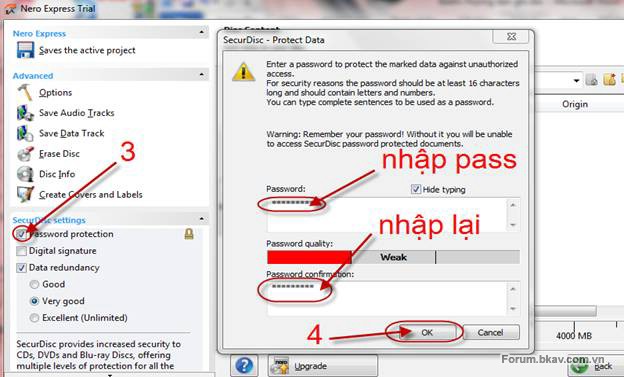 Nero Express Trial
Nero Express
Saves the active project
Advanced
Options
Save Audio Tracks
Save Data Track
Erase Disc
Disc Info
Create Covers and Labels
3
SecurDisc settings
Password protection
Digital signature
Data redundancy
Good
Very good
Excellent (Unlimited)
SecurDisc provides increased security to
CDs, DVDs and Blu-ray Discs, offering
multiple levels of protection for all the
SecurDisc - Protect Data
Enter a password to protect the marked data against unauthorized
access.
For security reasons the password should be at least 16 characters
long and should contain letters and numbers.
You can type complete sentences to be used as a password.
Warning: Remember your password! Without it you will be unable
to access SecurDisc password protected documents.
nhập pass
Password:
Hide typing
*********
nhập lại
Password quality:
Weak
Password confirmation:
*********
4
OK
Cancel
Origin
4000 MB
Forum.bkav.com.vn
Upgrade
Back